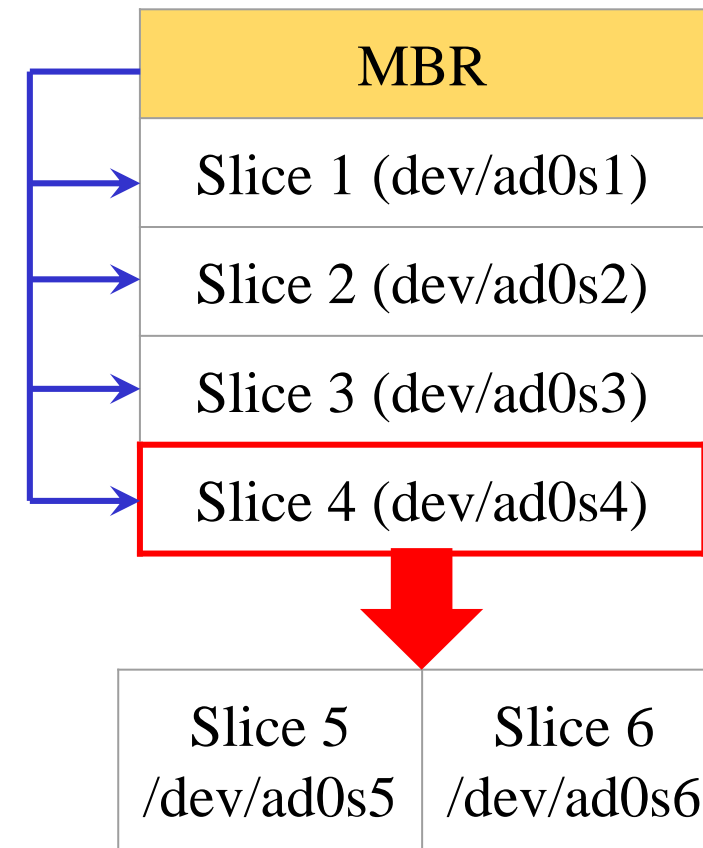 MBR
Slice 1 (dev/ad0s1)
Slice 2 (dev/ad0s2)
Slice 3 (dev/ad0s3)
Slice 4 (dev/ad0s4)
Slice 5
/dev/ad0s5
Slice 6
/dev/ad0s6